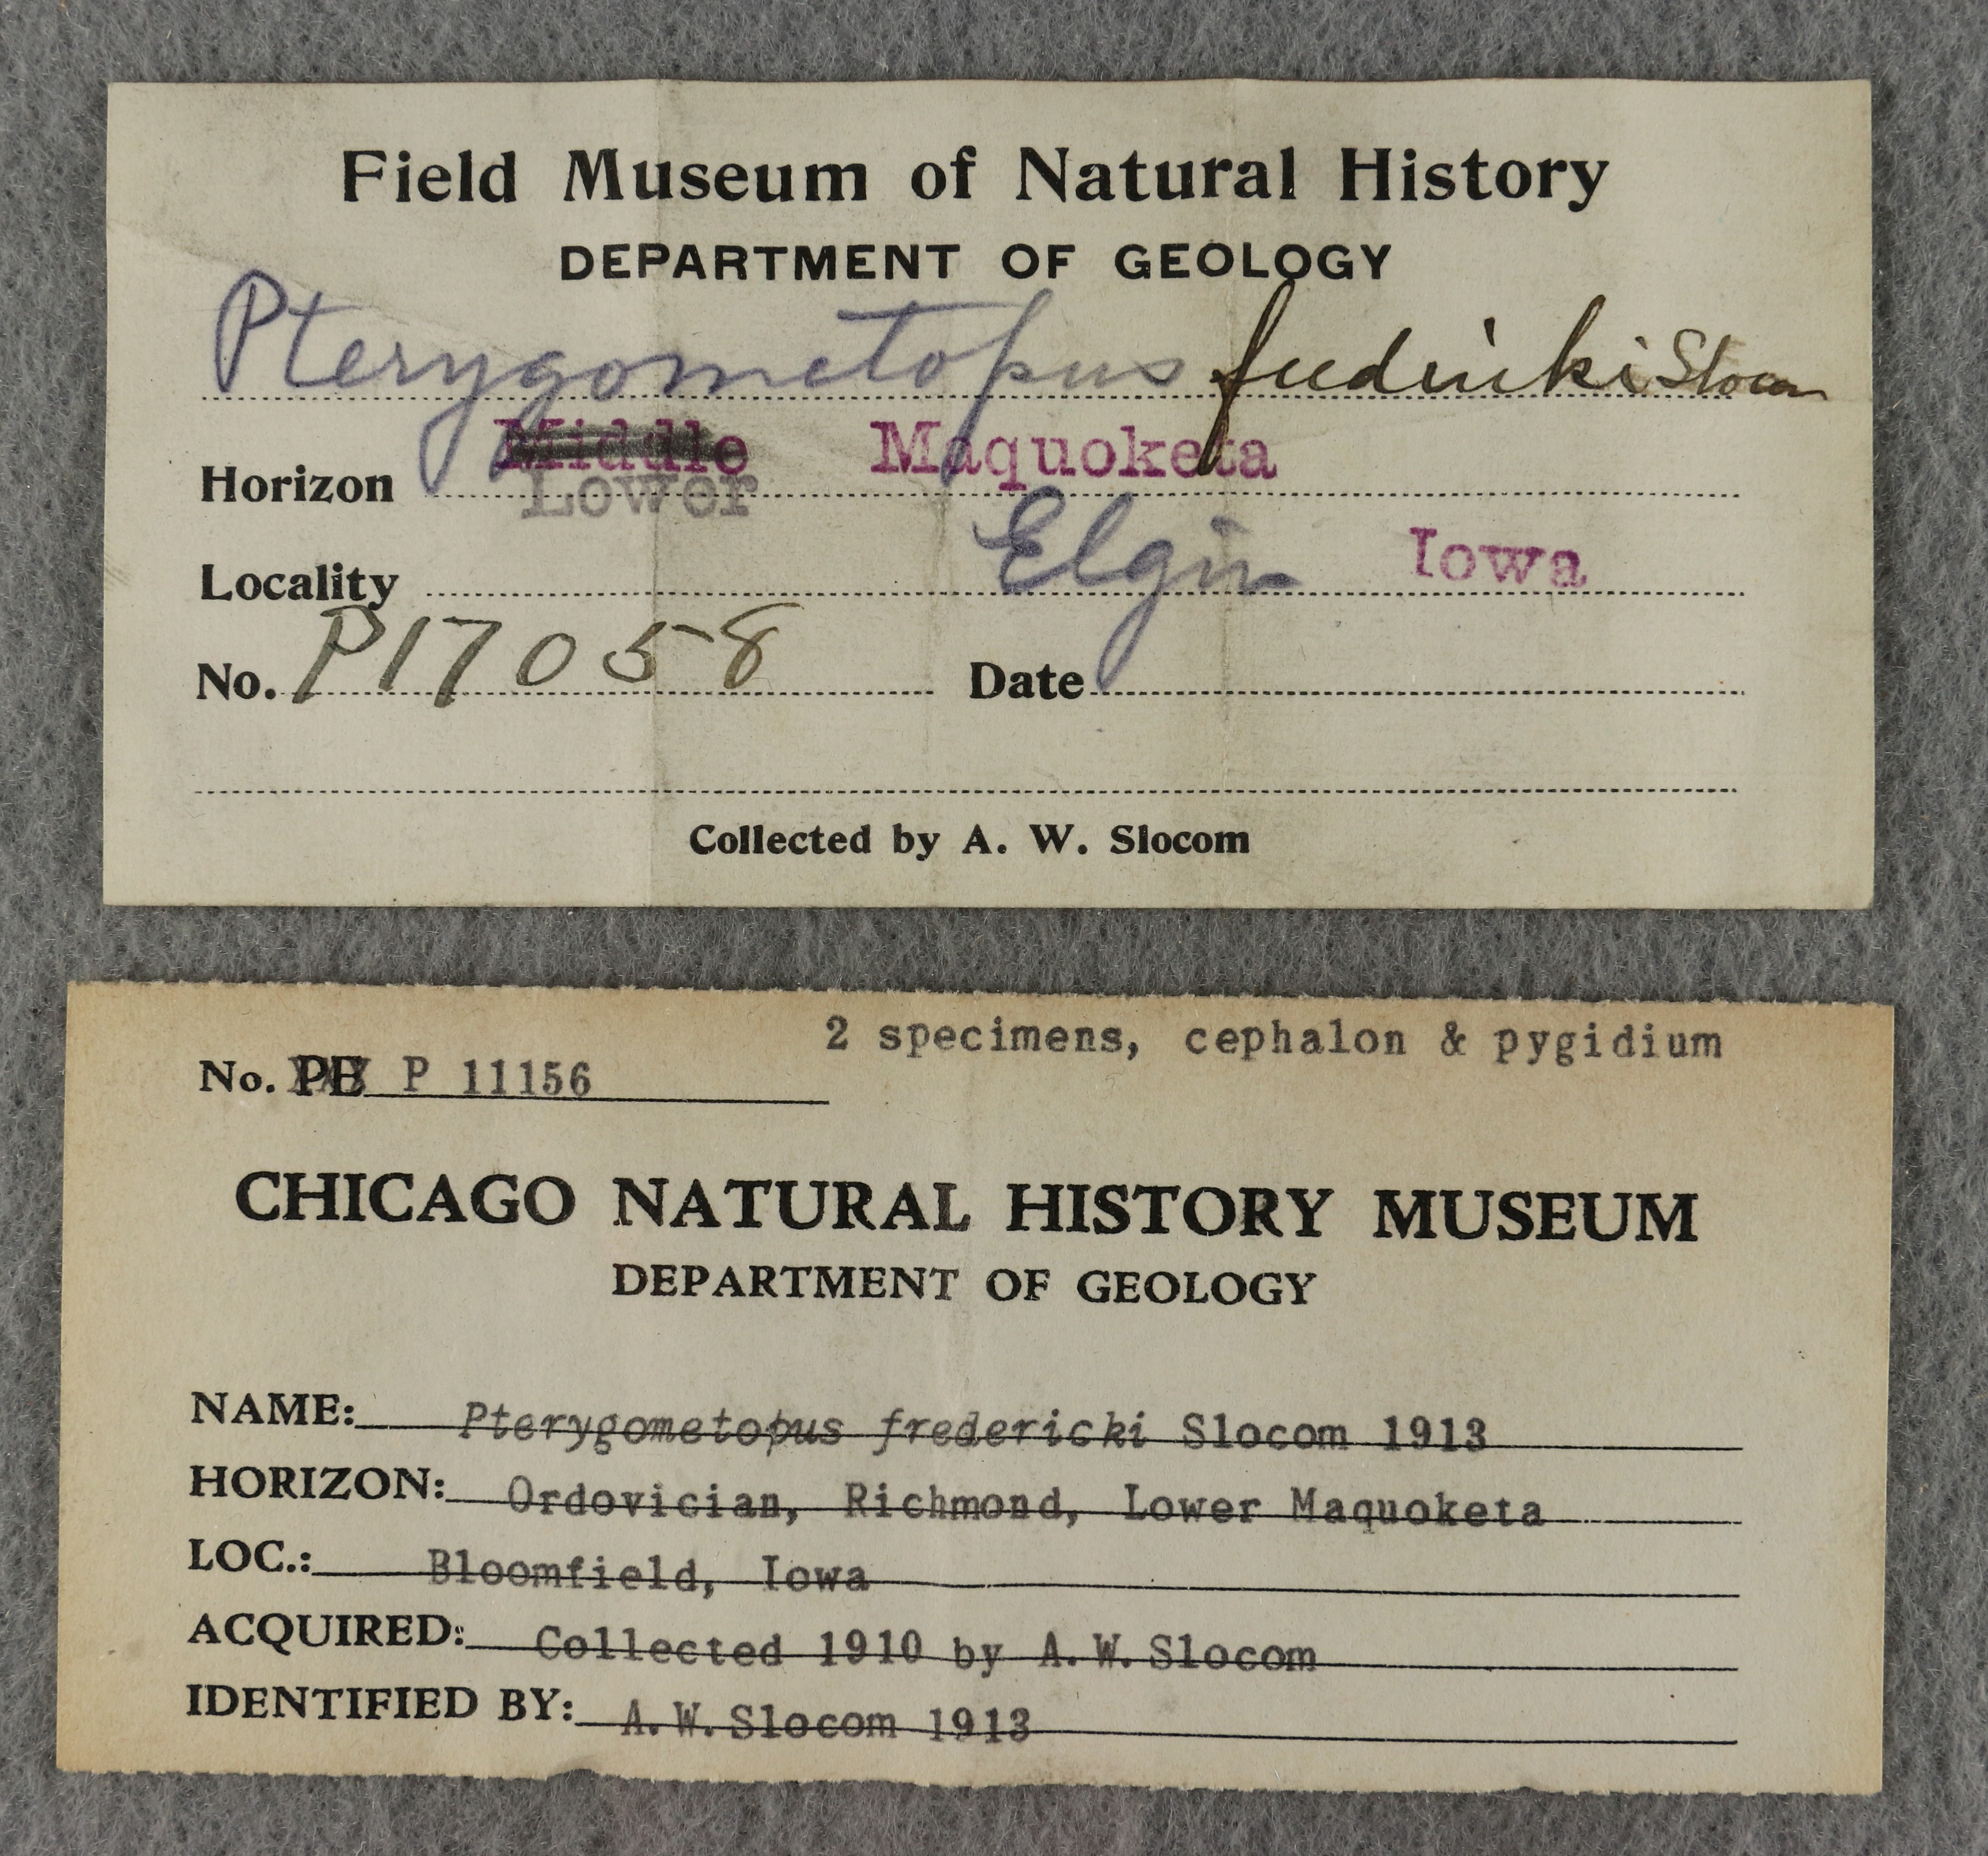 Field Museum of Natural History
DEPARTMENT OF GEOLOGY
Pterygometopus fredericki Slocom
Horizon Middle Lower Maquoketa
Locality Elgin Iowa
No. P17058 Date
Collected by A. W. Slocom
2 specimens, cephalon & pygidium
No. PE P 11156
CHICAGO NATURAL HISTORY MUSEUM
DEPARTMENT OF GEOLOGY
NAME: Pterygometopus fredericki Slocom 1913
HORIZON: Ordovician, Richmond, Lower Maquoketa
LOC.: Bloomfield, Iowa
ACQUIRED: Collected 1910 by A. W. Slocom
IDENTIFIED BY: A. W. Slocom 1913